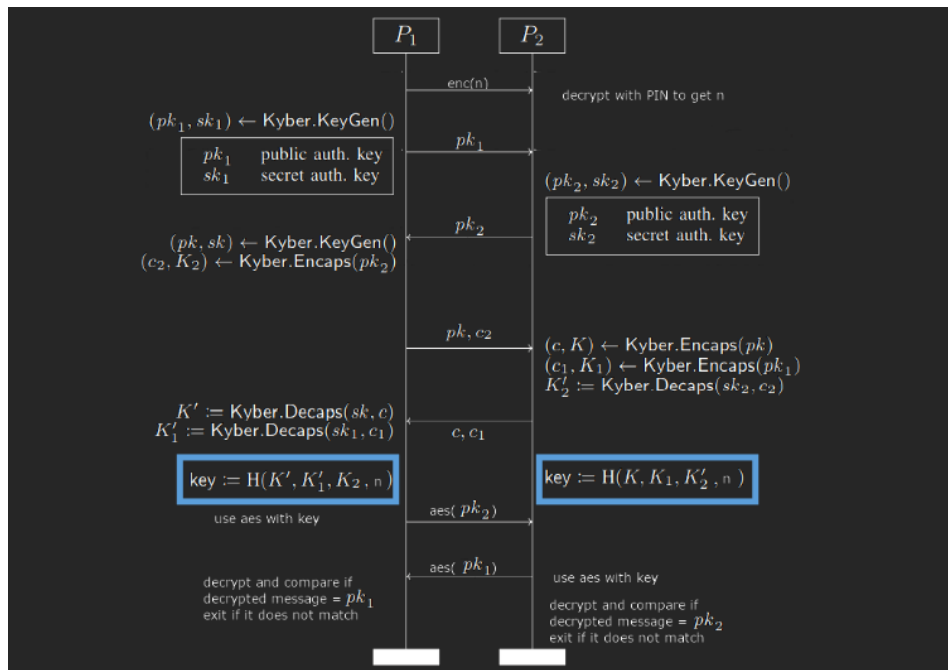 P₁ P₂
enc(n)
decrypt with PIN to get n
(pk₁, sk₁) ← Kyber.KeyGen()
pk₁
pk₁ public auth. key
sk₁ secret auth. key
(pk₂, sk₂) ← Kyber.KeyGen()
pk₂ public auth. key
sk₂ secret auth. key
pk₂
(pk, sk) ← Kyber.KeyGen()
(c₂, K₂) ← Kyber.Encaps(pk₂)
pk, c₂
(c, K) ← Kyber.Encaps(pk)
(c₁, K₁) ← Kyber.Encaps(pk₁)
K′₂ := Kyber.Decaps(sk₂, c₂)
K′ := Kyber.Decaps(sk, c)
K′₁ := Kyber.Decaps(sk₁, c₁)
c, c₁
key := H(K′, K′₁, K₂, n)
key := H(K, K₁, K′₂, n )
use aes with key
aes( pk₂)
aes( pk₁)
use aes with key
decrypt and compare if
decrypted message = pk₁
exit if it does not match
decrypt and compare if
decrypted message = pk₂
exit if it does not match